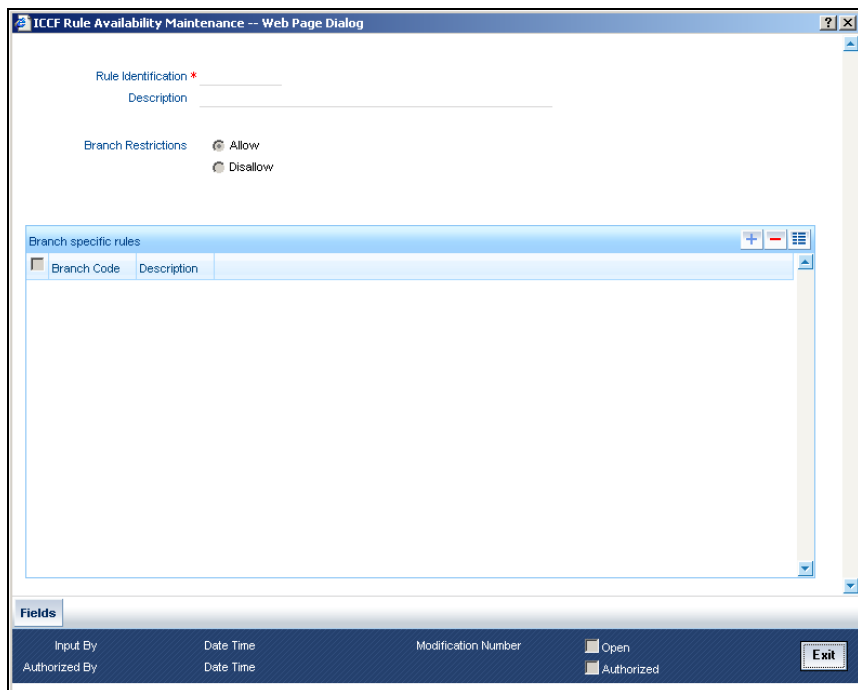 ICCF Rule Availability Maintenance -- Web Page Dialog
Rule Identification *
Description
Branch Restrictions Allow
Disallow
Branch specific rules
Branch Code Description
Fields
Input By Date Time Modification Number Open
Authorized By Date Time Authorized
Exit